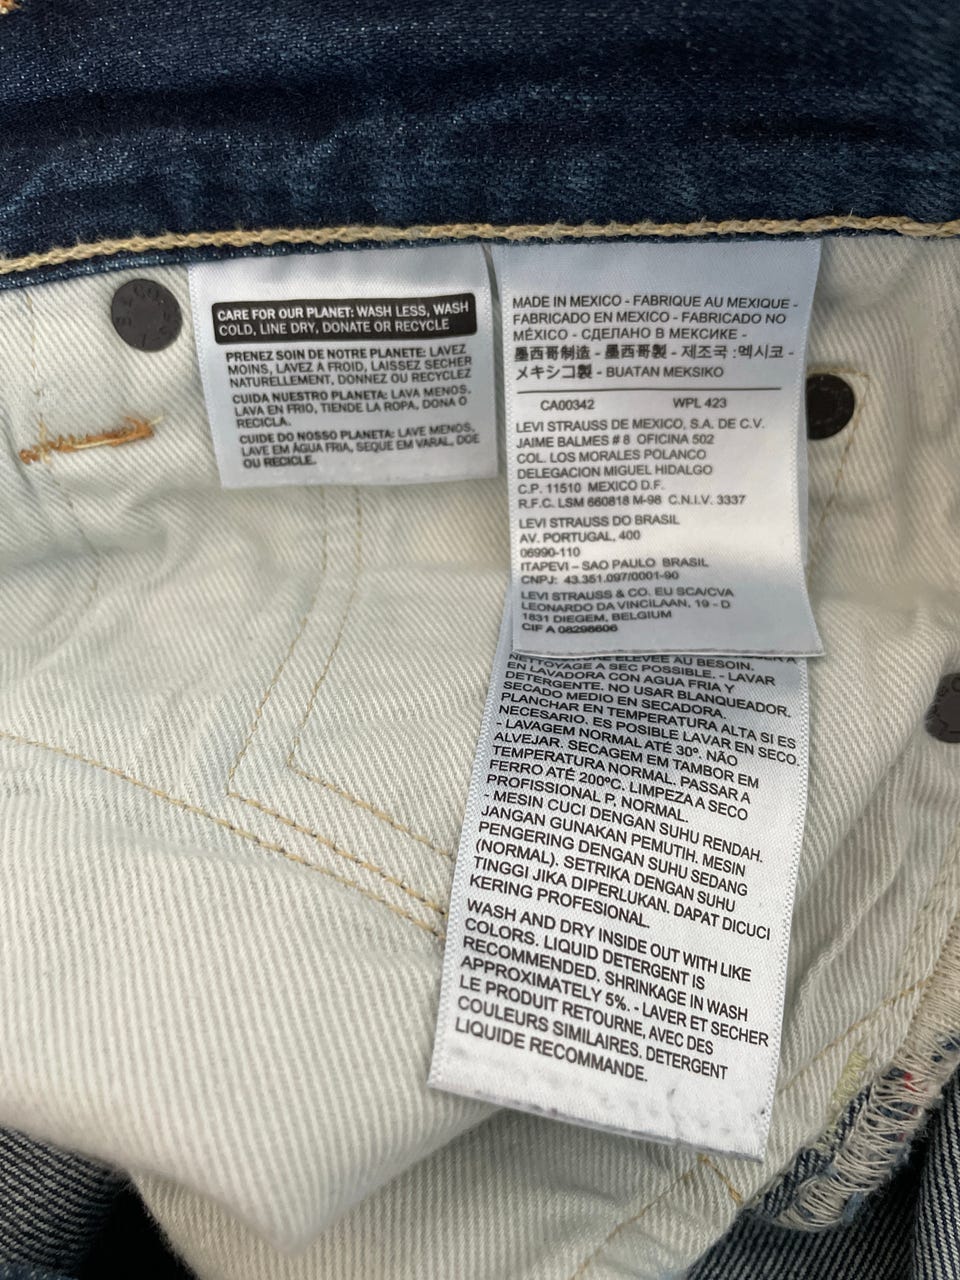 CARE FOR OUR PLANET: WASH LESS, WASH
COLD, LINE DRY, DONATE OR RECYCLE
PRENEZ SOIN DE NOTRE PLANETE: LAVEZ
MOINS, LAVEZ A FROID, LAISSEZ SECHER
NATURELLEMENT, DONNEZ OU RECYCLEZ
CUIDA NUESTRO PLANETA: LAVA MENOS,
LAVA EN FRIO, TIENDE LA ROPA, DONA O
RECICLA.
CUIDE DO NOSSO PLANETA: LAVE MENOS,
LAVE EM ÁGUA FRIA, SEQUE EM VARAL, DOE
OU RECICLE.
MADE IN MEXICO - FABRIQUE AU MEXIQUE -
FABRICADO EN MEXICO - FABRICADO NO
MÉXICO - СДЕЛАНО В МЕКСИКЕ -
墨西哥制造 - 墨西哥製 - 제조국 :멕시코 -
メキシコ製 - BUATAN MEKSIKO
CA00342 WPL 423
LEVI STRAUSS DE MEXICO, S.A. DE C.V.
JAIME BALMES # 8 OFICINA 502
COL. LOS MORALES POLANCO
DELEGACION MIGUEL HIDALGO
C.P. 11510 MEXICO D.F.
R.F.C. LSM 660818 M-98 C.N.I.V. 3337
LEVI STRAUSS DO BRASIL
AV. PORTUGAL, 400
06990-110
ITAPEVI – SAO PAULO BRASIL
CNPJ: 43.351.097/0001-90
LEVI STRAUSS & CO. EU SCA/CVA
LEONARDO DA VINCILAAN, 19 - D
1831 DIEGEM, BELGIUM
CIF A 08298606
ELEVEE AU BESOIN.
NETTOYAGE A SEC POSSIBLE. - LAVAR
EN LAVADORA CON AGUA FRIA Y
DETERGENTE. NO USAR BLANQUEADOR.
SECADO MEDIO EN SECADORA.
PLANCHAR EN TEMPERATURA ALTA SI ES
NECESARIO. ES POSIBLE LAVAR EN SECO.
- LAVAGEM NORMAL ATÉ 30º. NÃO
ALVEJAR. SECAGEM EM TAMBOR EM
TEMPERATURA NORMAL. PASSAR A
FERRO ATÉ 200ºC. LIMPEZA A SECO
PROFISSIONAL P, NORMAL.
- MESIN CUCI DENGAN SUHU RENDAH.
JANGAN GUNAKAN PEMUTIH. MESIN
PENGERING DENGAN SUHU SEDANG
(NORMAL). SETRIKA DENGAN SUHU
TINGGI JIKA DIPERLUKAN. DAPAT DICUCI
KERING PROFESIONAL.
WASH AND DRY INSIDE OUT WITH LIKE
COLORS. LIQUID DETERGENT IS
RECOMMENDED. SHRINKAGE IN WASH
APPROXIMATELY 5%. - LAVER ET SECHER
LE PRODUIT RETOURNE, AVEC DES
COULEURS SIMILAIRES. DETERGENT
LIQUIDE RECOMMANDE.